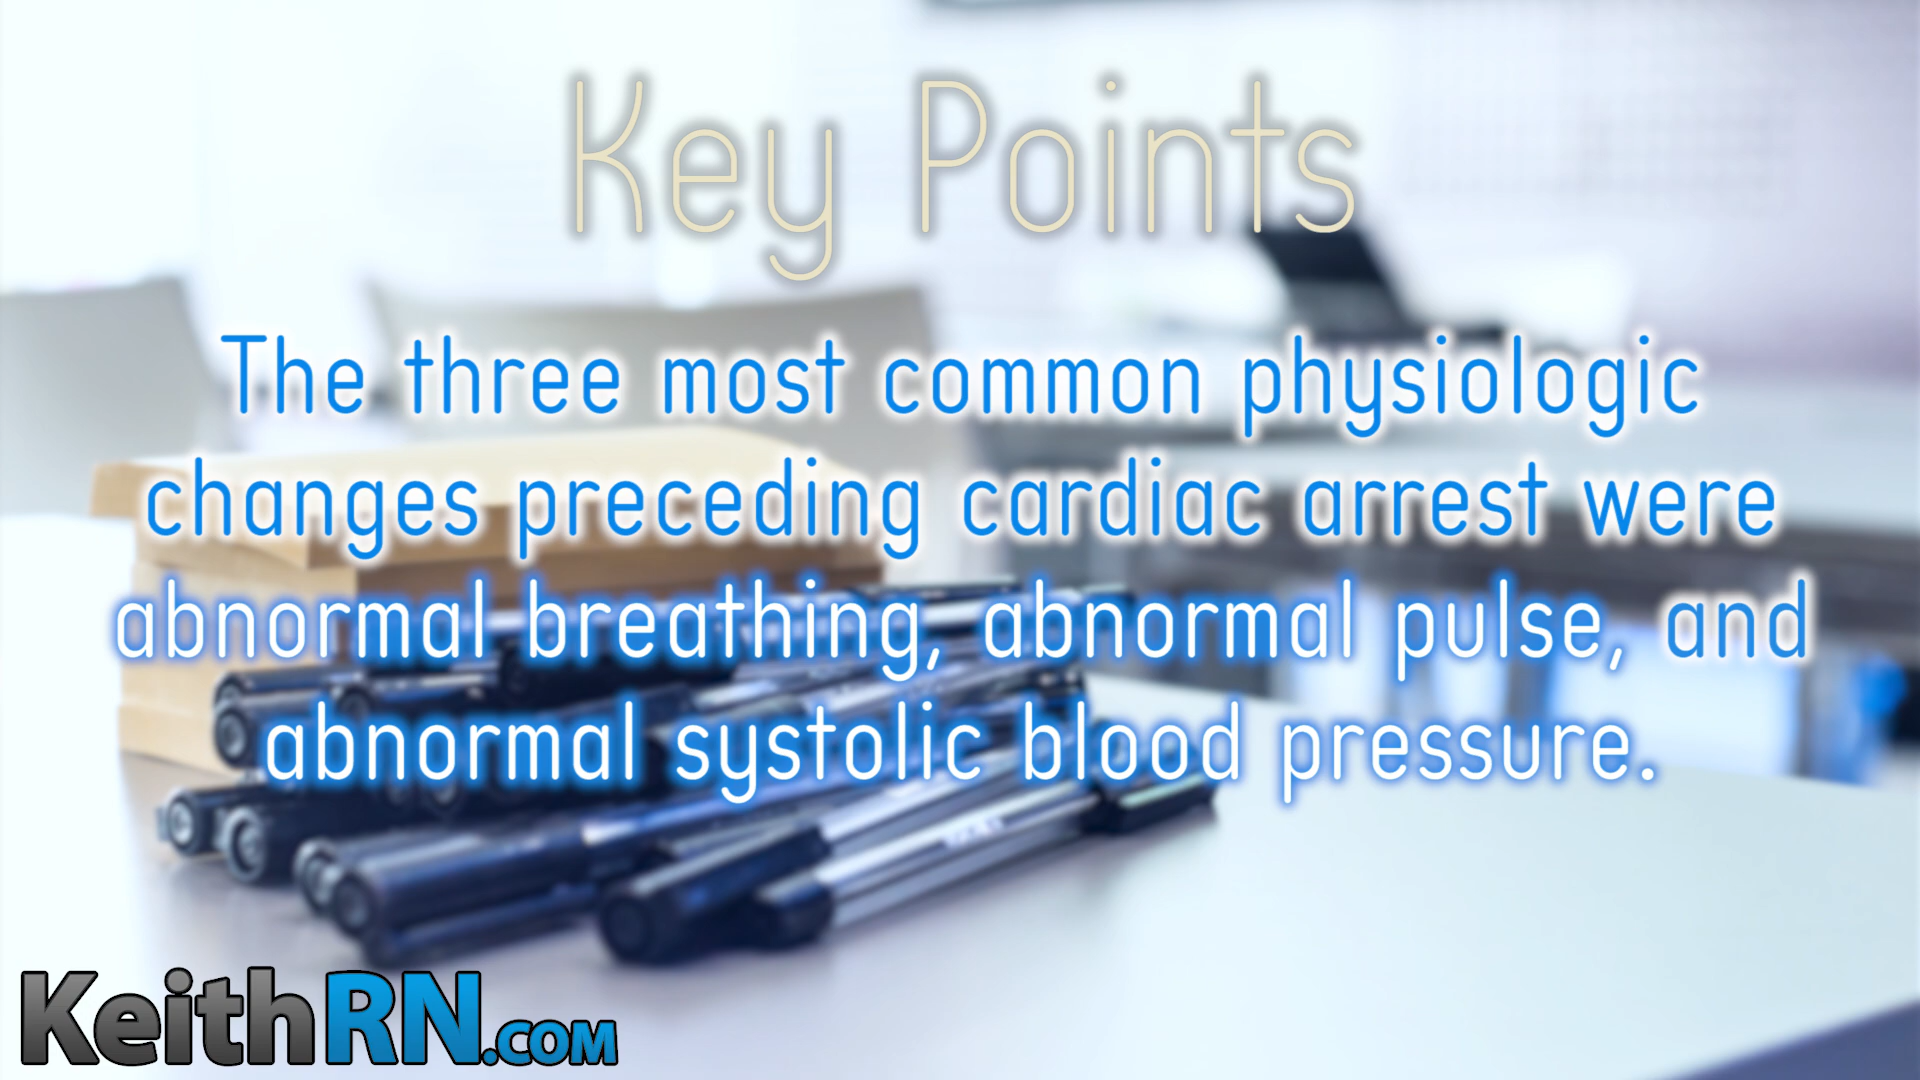 Key Points
The three most common physiologic
changes preceding cardiac arrest were
abnormal breathing, abnormal pulse, and
abnormal systolic blood pressure.
KeithRN.COM